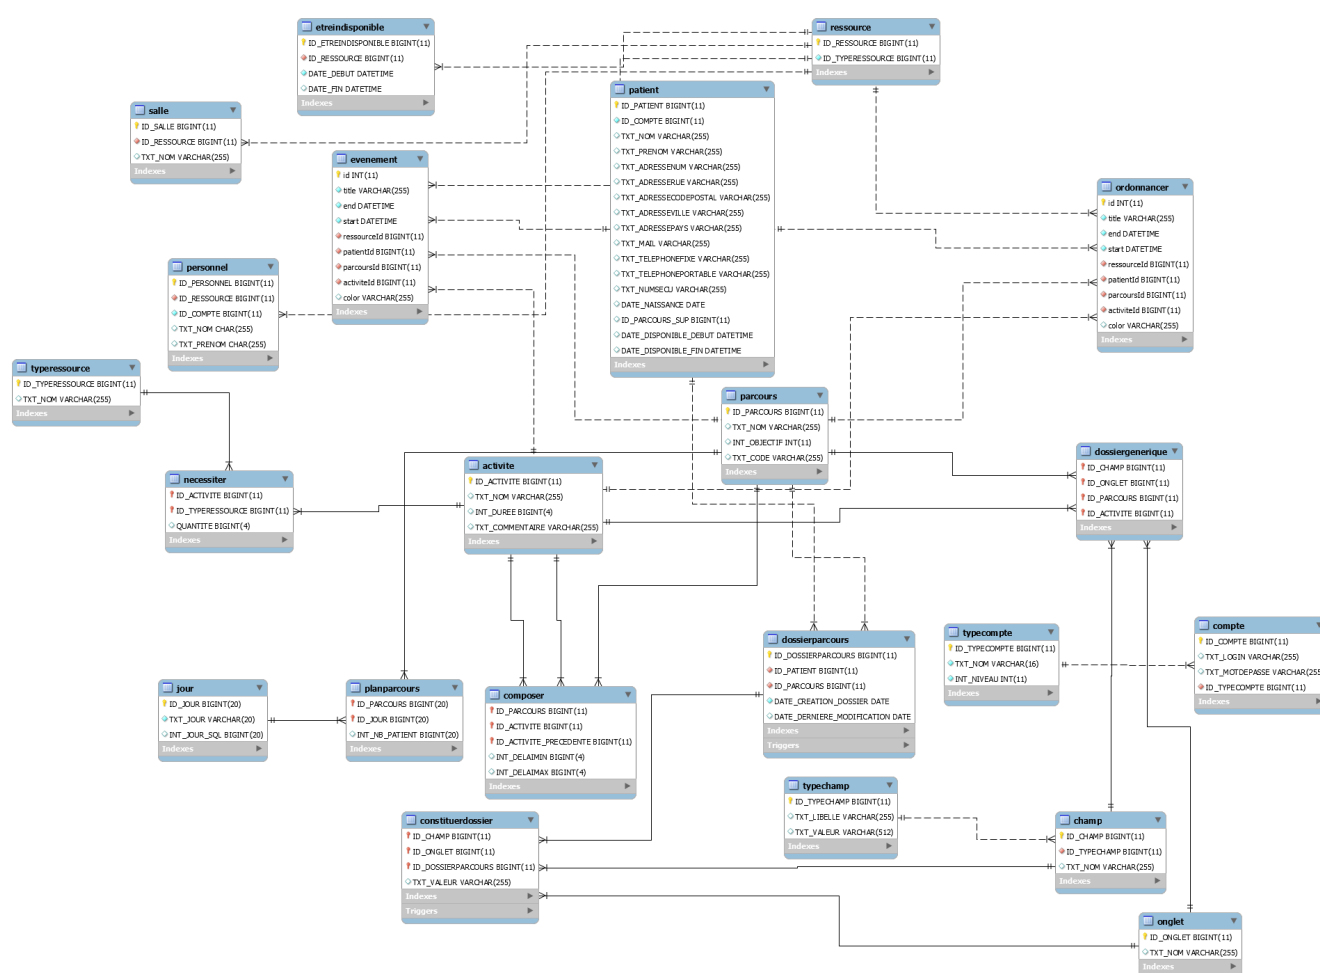 etreindisponible
ID_ETREINDISPONIBLE BIGINT(11)
ID_RESSOURCE BIGINT(11)
DATE_DEBUT DATETIME
DATE_FIN DATETIME
Indexes
ressource
ID_RESSOURCE BIGINT(11)
ID_TYPERESSOURCE BIGINT(11)
Indexes
salle
ID_SALLE BIGINT(11)
ID_RESSOURCE BIGINT(11)
TXT_NOM VARCHAR(255)
Indexes
patient
ID_PATIENT BIGINT(11)
ID_COMPTE BIGINT(11)
TXT_NOM VARCHAR(255)
TXT_PRENOM VARCHAR(255)
TXT_ADRESSENUM VARCHAR(255)
TXT_ADRESSERUE VARCHAR(255)
TXT_ADRESSECODEPOSTAL VARCHAR(255)
TXT_ADRESSEVILLE VARCHAR(255)
TXT_ADRESSEPAYS VARCHAR(255)
TXT_MAIL VARCHAR(255)
TXT_TELEPHONEFIXE VARCHAR(255)
TXT_TELEPHONEPORTABLE VARCHAR(255)
TXT_NUMSECU VARCHAR(255)
DATE_NAISSANCE DATE
ID_PARCOURS_SUP BIGINT(11)
DATE_DISPONIBLE_DEBUT DATETIME
DATE_DISPONIBLE_FIN DATETIME
Indexes
evenement
id INT(11)
title VARCHAR(255)
end DATETIME
start DATETIME
ressourceId BIGINT(11)
patientId BIGINT(11)
parcoursId BIGINT(11)
activiteId BIGINT(11)
color VARCHAR(255)
Indexes
ordonnancer
id INT(11)
title VARCHAR(255)
end DATETIME
start DATETIME
ressourceId BIGINT(11)
patientId BIGINT(11)
parcoursId BIGINT(11)
activiteId BIGINT(11)
color VARCHAR(255)
Indexes
personnel
ID_PERSONNEL BIGINT(11)
ID_RESSOURCE BIGINT(11)
ID_COMPTE BIGINT(11)
TXT_NOM CHAR(255)
TXT_PRENOM CHAR(255)
Indexes
typeressource
ID_TYPERESSOURCE BIGINT(11)
TXT_NOM VARCHAR(255)
Indexes
parcours
ID_PARCOURS BIGINT(11)
TXT_NOM VARCHAR(255)
INT_OBJECTIF INT(11)
TXT_CODE VARCHAR(255)
Indexes
necessiter
ID_ACTIVITE BIGINT(11)
ID_TYPERESSOURCE BIGINT(11)
QUANTITE BIGINT(4)
Indexes
activite
ID_ACTIVITE BIGINT(11)
TXT_NOM VARCHAR(255)
INT_DUREE BIGINT(4)
TXT_COMMENTAIRE VARCHAR(255)
Indexes
dossiergenerique
ID_CHAMP BIGINT(11)
ID_ONGLET BIGINT(11)
ID_PARCOURS BIGINT(11)
ID_ACTIVITE BIGINT(11)
Indexes
dossierparcours
ID_DOSSIERPARCOURS BIGINT(11)
ID_PATIENT BIGINT(11)
ID_PARCOURS BIGINT(11)
DATE_CREATION_DOSSIER DATE
DATE_DERNIERE_MODIFICATION DATE
Indexes
Triggers
typecompte
ID_TYPECOMPTE BIGINT(11)
TXT_NOM VARCHAR(16)
INT_NIVEAU INT(11)
Indexes
compte
ID_COMPTE BIGINT(11)
TXT_LOGIN VARCHAR(255)
TXT_MOTDEPASSE VARCHAR(255
ID_TYPECOMPTE BIGINT(11)
Indexes
jour
ID_JOUR BIGINT(20)
TXT_JOUR VARCHAR(20)
INT_JOUR_SQL BIGINT(20)
Indexes
planparcours
ID_PARCOURS BIGINT(20)
ID_JOUR BIGINT(20)
INT_NB_PATIENT BIGINT(20)
Indexes
composer
ID_PARCOURS BIGINT(11)
ID_ACTIVITE BIGINT(11)
ID_ACTIVITE_PRECEDENTE BIGINT(11)
INT_DELAIMIN BIGINT(4)
INT_DELAIMAX BIGINT(4)
Indexes
typechamp
ID_TYPECHAMP BIGINT(11)
TXT_LIBELLE VARCHAR(255)
TXT_VALEUR VARCHAR(512)
Indexes
constituerdossier
ID_CHAMP BIGINT(11)
ID_ONGLET BIGINT(11)
ID_DOSSIERPARCOURS BIGINT(11)
TXT_VALEUR VARCHAR(255)
Indexes
Triggers
champ
ID_CHAMP BIGINT(11)
ID_TYPECHAMP BIGINT(11)
TXT_NOM VARCHAR(255)
Indexes
onglet
ID_ONGLET BIGINT(11)
TXT_NOM VARCHAR(255)
Indexes